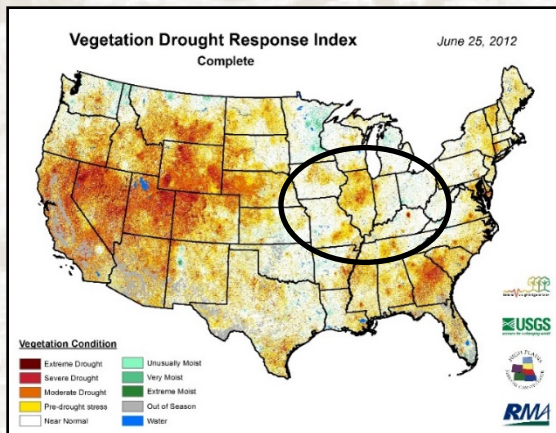 Vegetation Drought Response Index
Complete
June 25, 2012
Vegetation Condition
Extreme Drought
Severe Drought
Moderate Drought
Pre-drought stress
Near Normal
Unusually Moist
Very Moist
Extreme Moist
Out of Season
Water
USGS
RMA